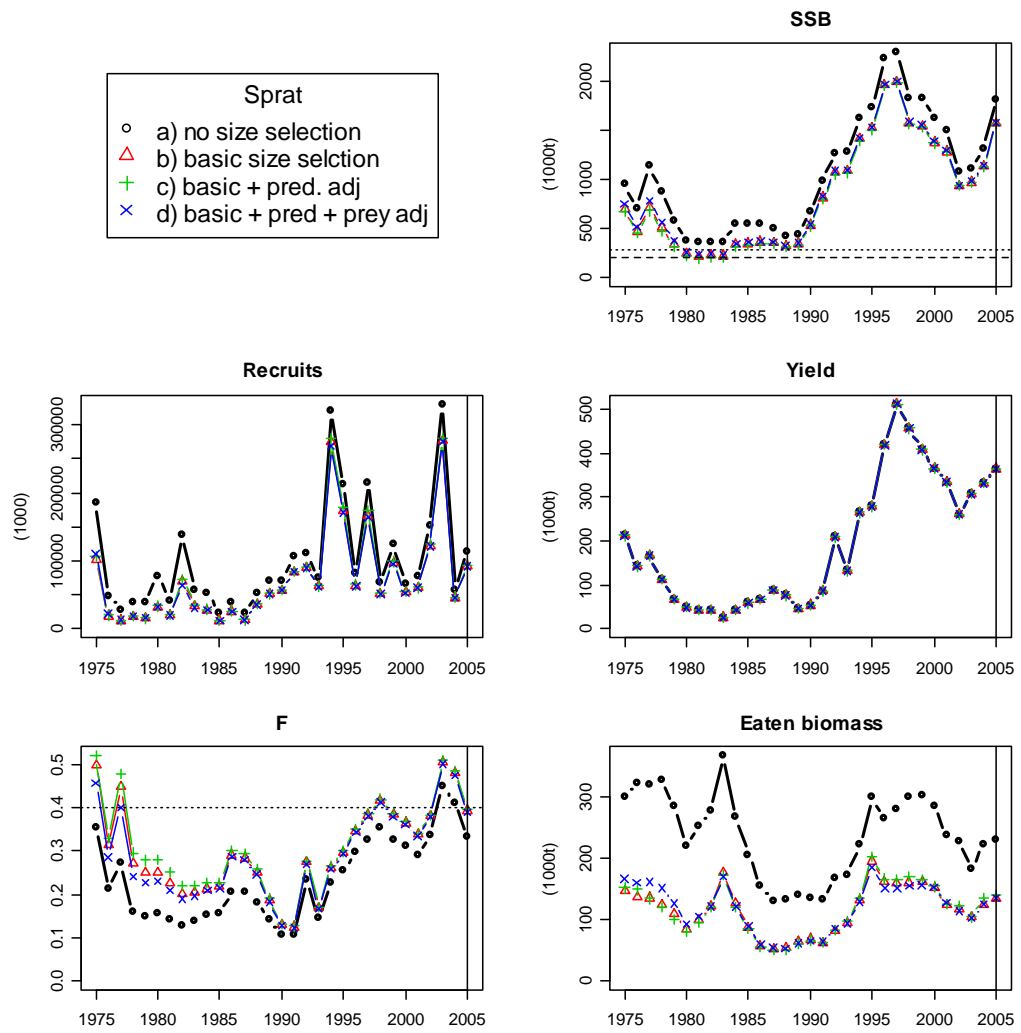 SSB
Sprat
a) no size selection
b) basic size selction
c) basic + pred. adj
d) basic + pred + prey adj
(1000t)
0 500 1000 2000
1975 1980 1985 1990 1995 2000 2005
Recruits
(1000)
0 100000 200000 300000
1975 1980 1985 1990 1995 2000 2005
Yield
(1000t)
0 100 200 300 400 500
1975 1980 1985 1990 1995 2000 2005
F
0.0 0.1 0.2 0.3 0.4 0.5
1975 1980 1985 1990 1995 2000 2005
Eaten biomass
(1000t)
0 100 200 300
1975 1980 1985 1990 1995 2000 2005